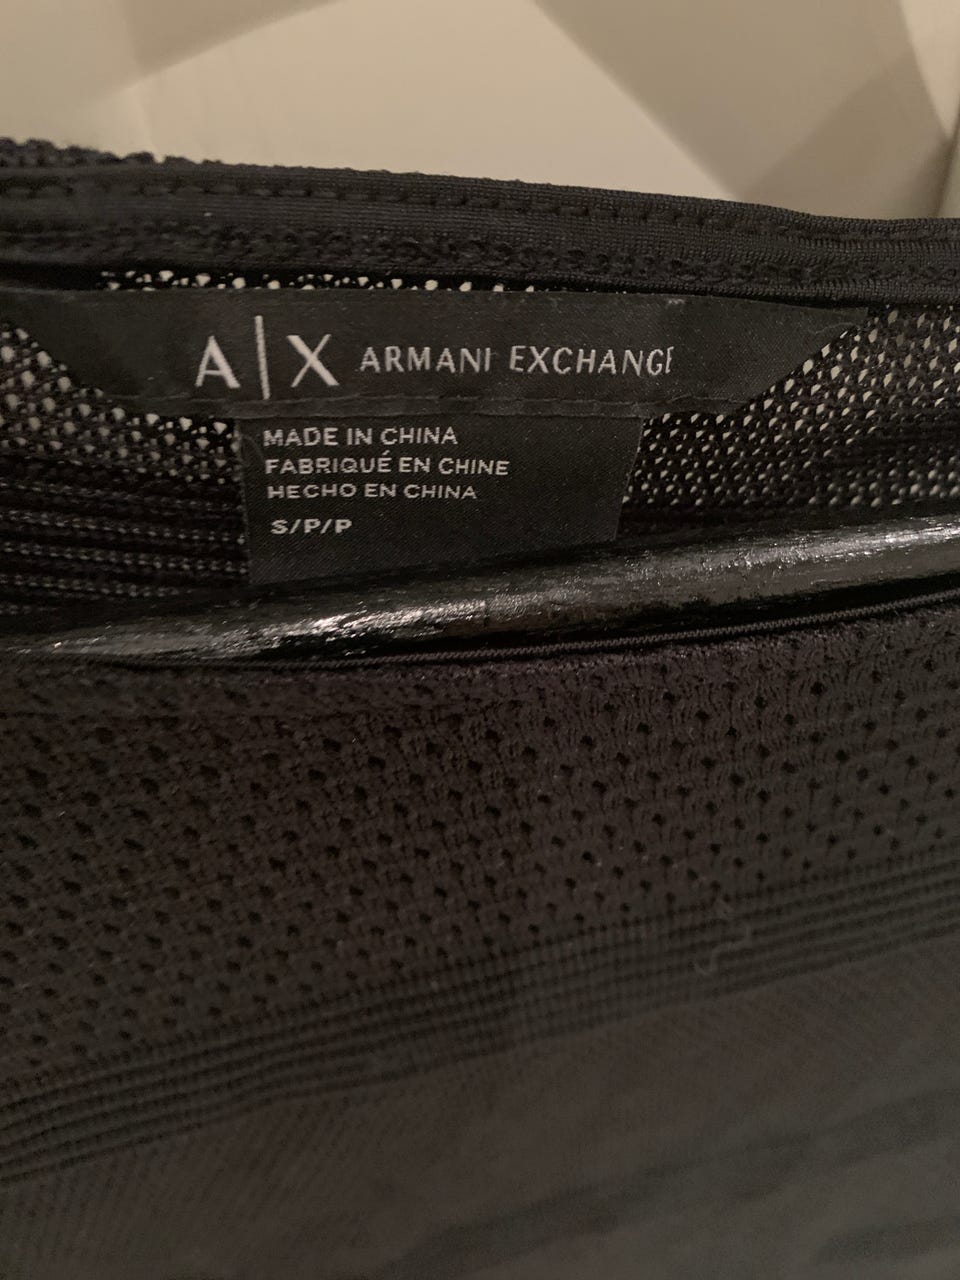 A|X ARMANI EXCHANGE
MADE IN CHINA
FABRIQUÉ EN CHINE
HECHO EN CHINA
S/P/P